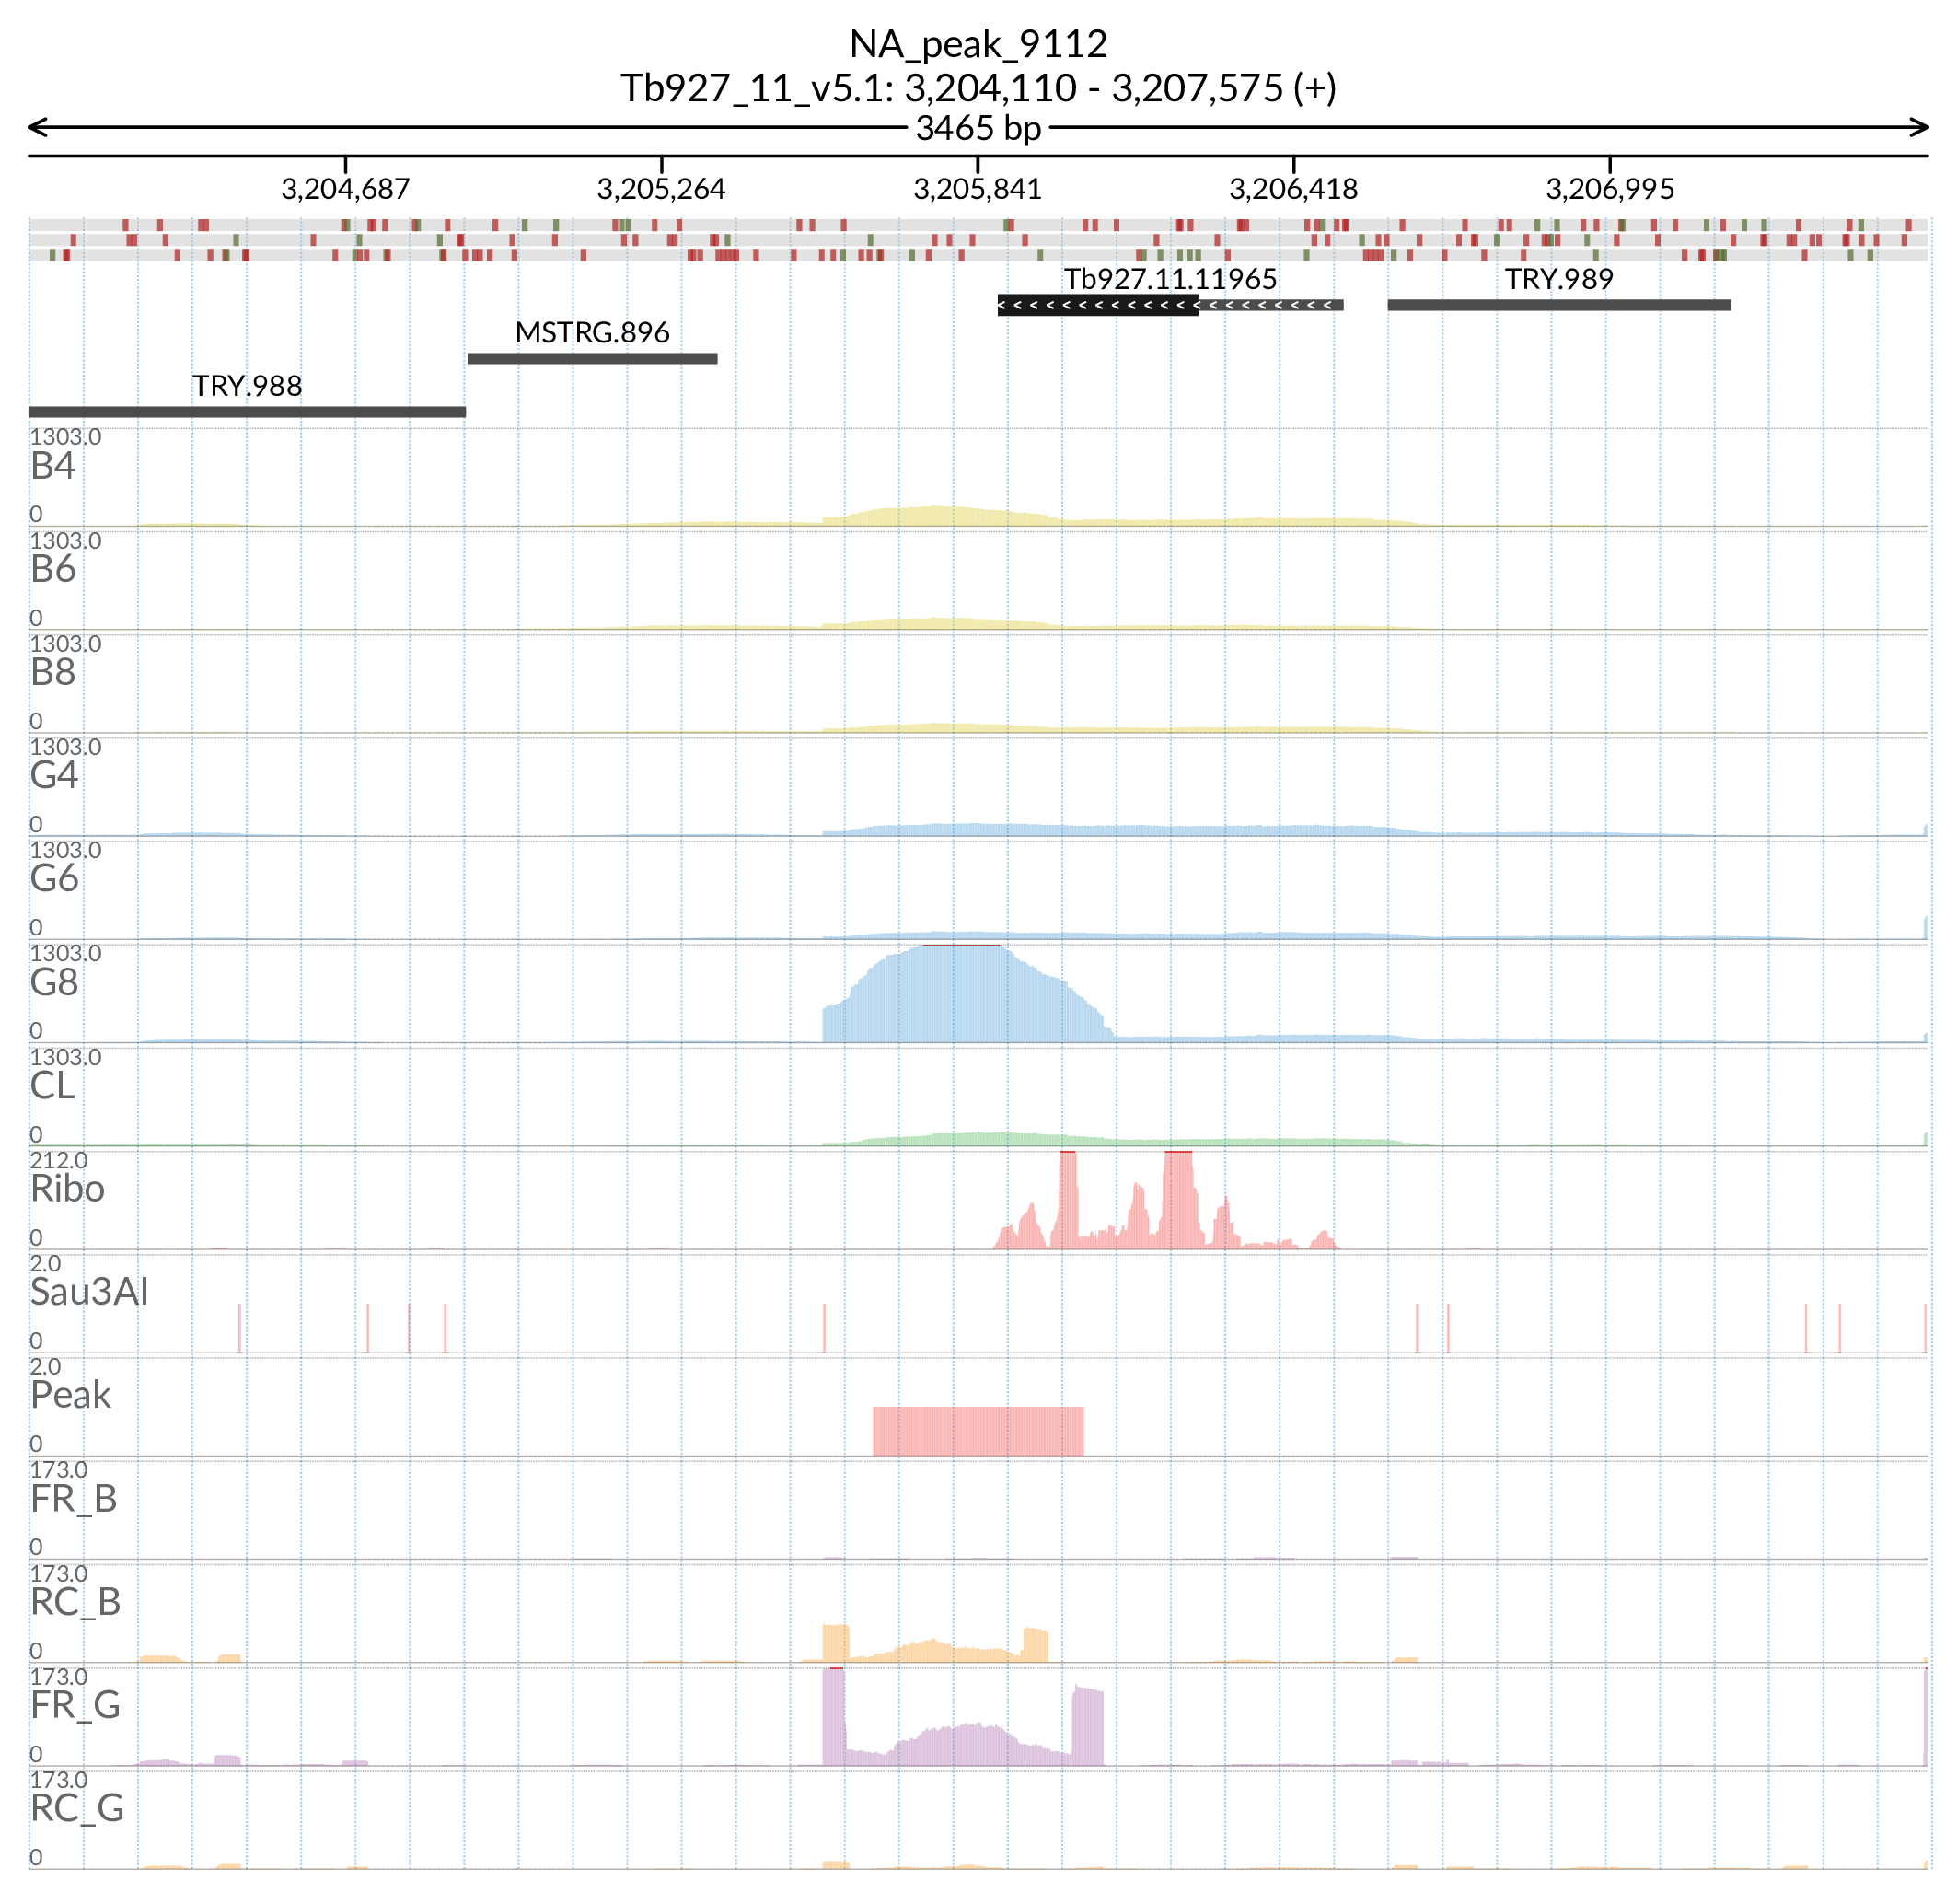 NA_peak_9112
Tb927_11_v5.1: 3,204,110 - 3,207,575 (+)
3465 bp
3,204,687 3,205,264 3,205,841 3,206,418 3,206,995
Tb927.11.11965 TRY.989
MSTRG.896
TRY.988
1303.0
B4
0
1303.0
B6
0
1303.0
B8
0
1303.0
G4
0
1303.0
G6
0
1303.0
G8
0
1303.0
CL
0
212.0
Ribo
0
2.0
Sau3AI
0
2.0
Peak
0
173.0
FR_B
0
173.0
RC_B
0
173.0
FR_G
0
173.0
RC_G
0